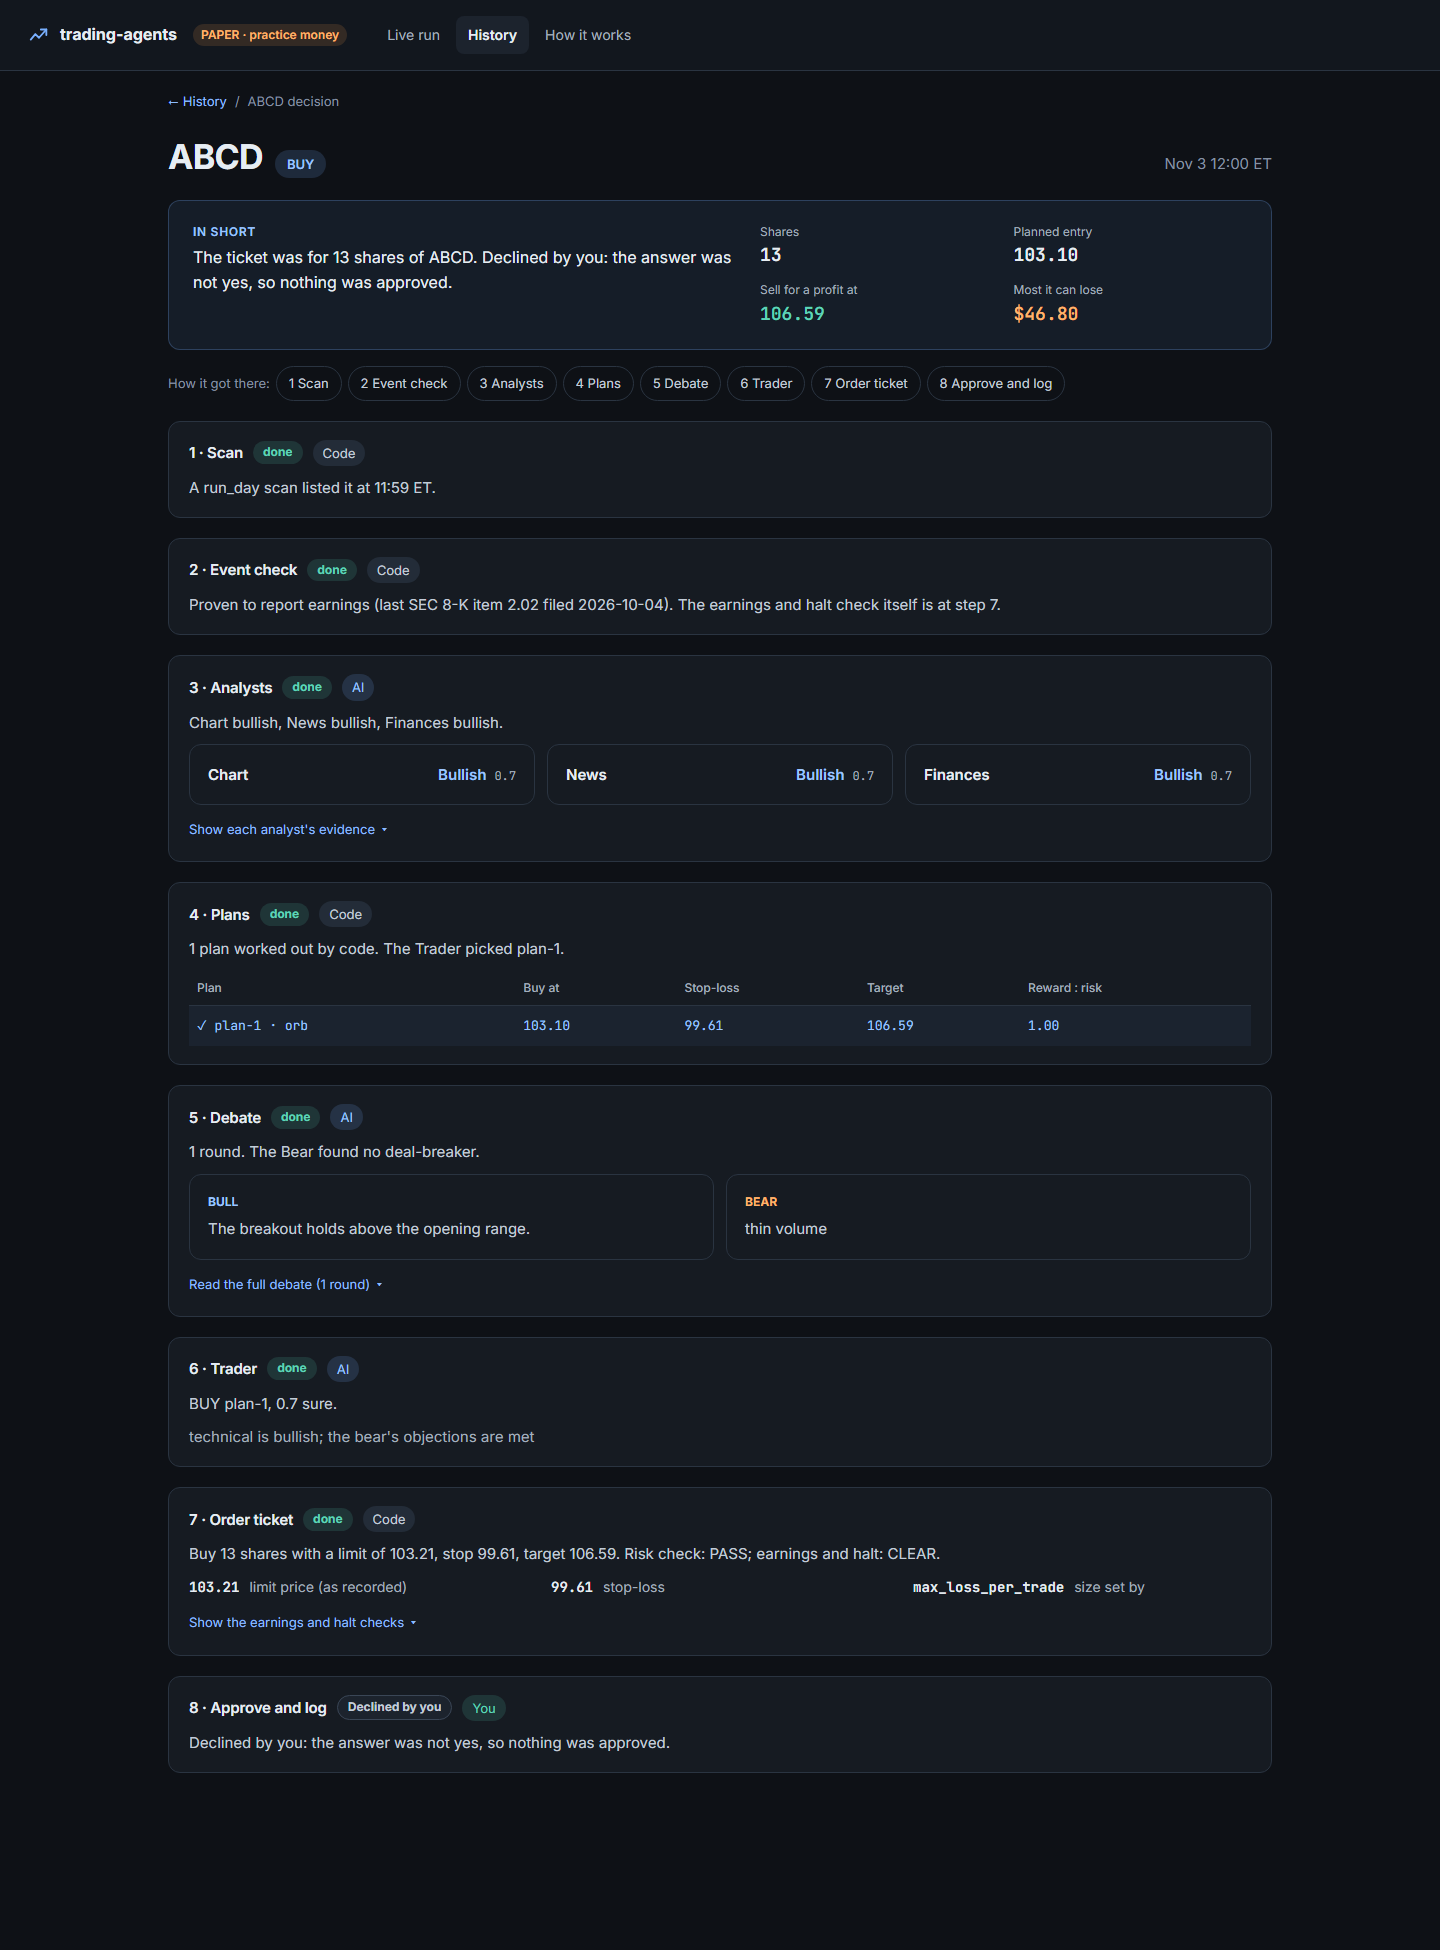 trading-agents PAPER · practice money Live run History How it works
← History / ABCD decision
ABCD BUY Nov 3 12:00 ET
IN SHORT
The ticket was for 13 shares of ABCD. Declined by you: the answer was
not yes, so nothing was approved.
Shares
13
Planned entry
103.10
Sell for a profit at
106.59
Most it can lose
$46.80
How it got there: 1 Scan 2 Event check 3 Analysts 4 Plans 5 Debate 6 Trader 7 Order ticket 8 Approve and log
1 · Scan done Code
A run_day scan listed it at 11:59 ET.
2 · Event check done Code
Proven to report earnings (last SEC 8-K item 2.02 filed 2026-10-04). The earnings and halt check itself is at step 7.
3 · Analysts done AI
Chart bullish, News bullish, Finances bullish.
Chart Bullish 0.7
News Bullish 0.7
Finances Bullish 0.7
Show each analyst's evidence
4 · Plans done Code
1 plan worked out by code. The Trader picked plan-1.
Plan Buy at Stop-loss Target Reward : risk
✓ plan-1 · orb 103.10 99.61 106.59 1.00
5 · Debate done AI
1 round. The Bear found no deal-breaker.
BULL
The breakout holds above the opening range.
BEAR
thin volume
Read the full debate (1 round)
6 · Trader done AI
BUY plan-1, 0.7 sure.
technical is bullish; the bear's objections are met
7 · Order ticket done Code
Buy 13 shares with a limit of 103.21, stop 99.61, target 106.59. Risk check: PASS; earnings and halt: CLEAR.
103.21 limit price (as recorded) 99.61 stop-loss max_loss_per_trade size set by
Show the earnings and halt checks
8 · Approve and log Declined by you You
Declined by you: the answer was not yes, so nothing was approved.